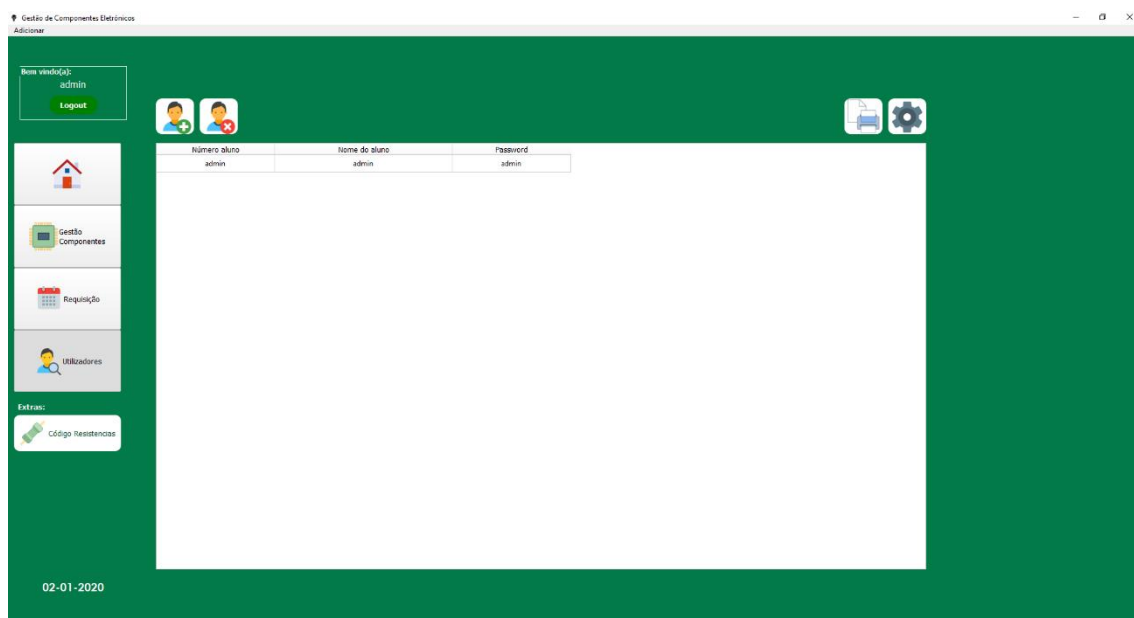 Gestão de Componentes Eletrónicos
Adicionar
Bem vindo(a):
admin
Logout
Número aluno Nome do aluno Password
admin admin admin
Gestão
Componentes
Requisição
Utilizadores
Extras:
Código Resistencias
02-01-2020